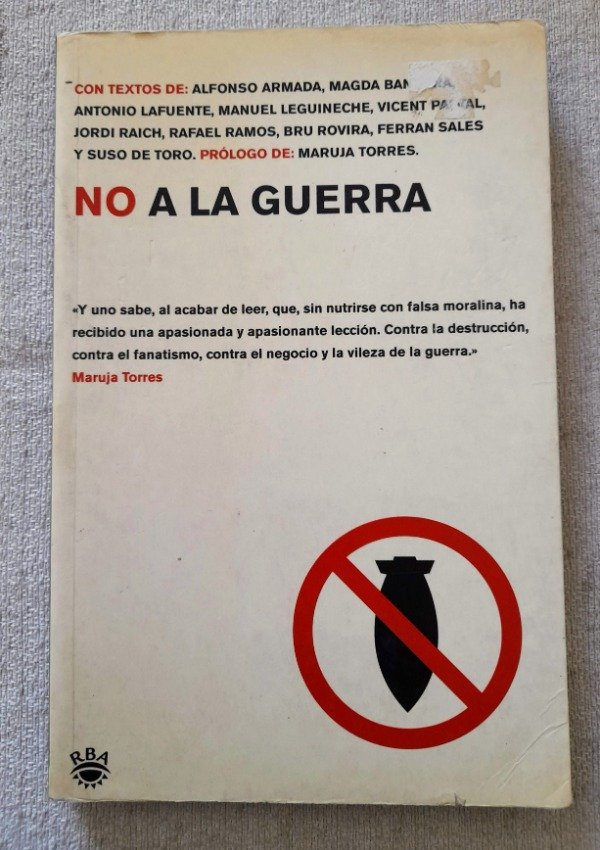 CON TEXTOS DE: ALFONSO ARMADA, MAGDA
ANTONIO LAFUENTE, MANUEL LEGUINECHE, VICENT
JORDI RAICH, RAFAEL RAMOS, BRU ROVIRA, FERRAN SALES
Y SUSO DE TORO. PRÓLOGO DE: MARUJA TORRES.
NO A LA GUERRA
«Y uno sabe, al acabar de leer, que, sin nutrirse con falsa moralina, ha
recibido una apasionada y apasionante lección. Contra la destrucción,
contra el fanatismo, contra el negocio y la vileza de la guerra.»
Maruja Torres
RBA